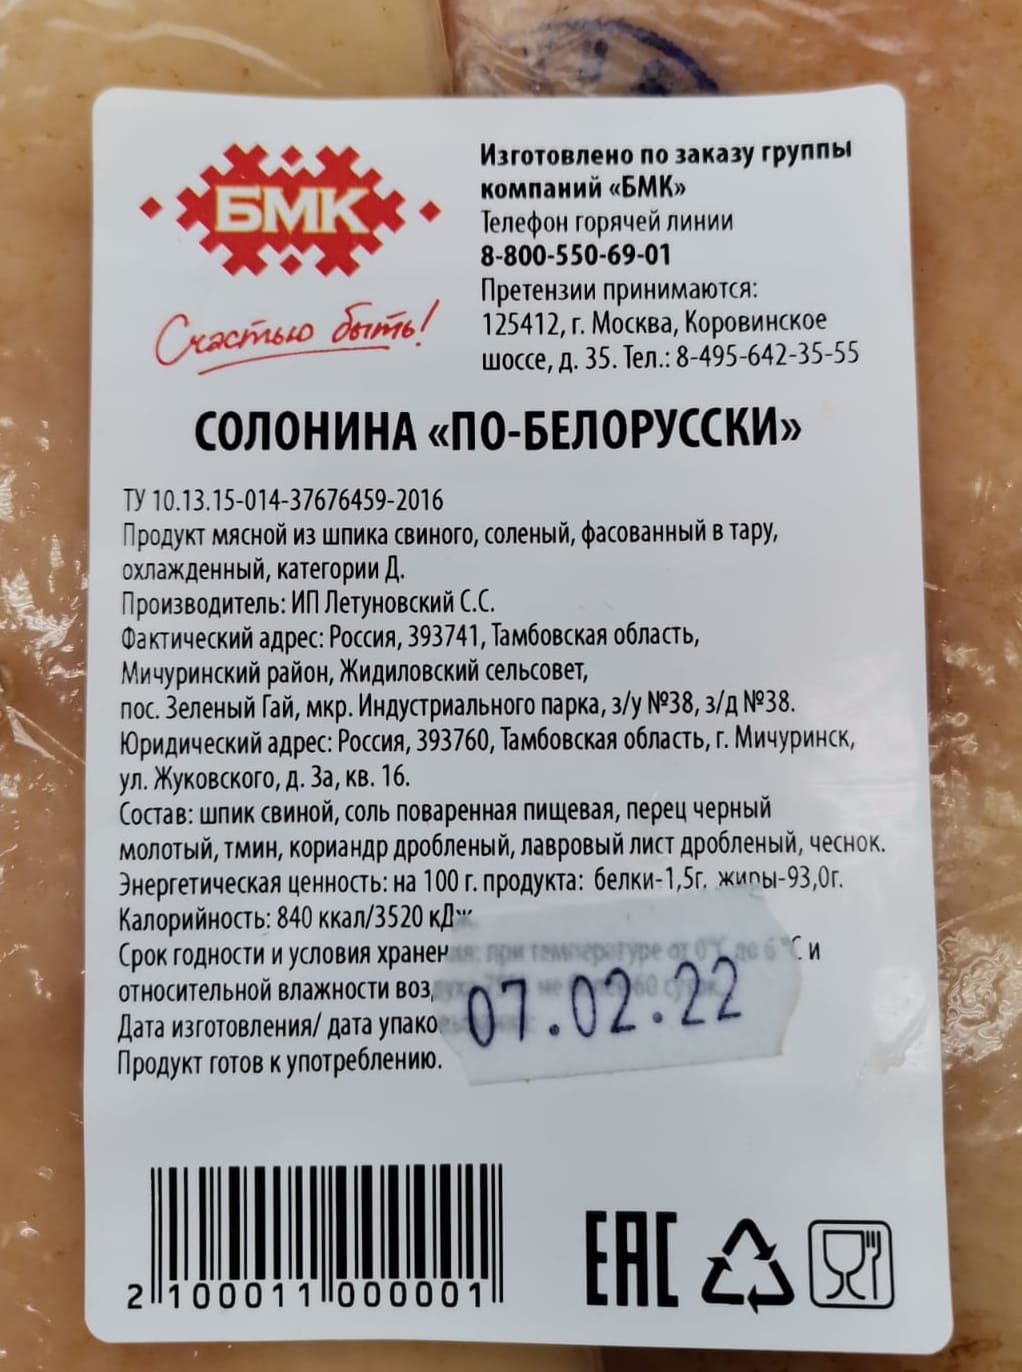 БМК
Счастью быть!
Изготовлено по заказу группы
компаний «БМК»
Телефон горячей линии
8-800-550-69-01
Претензии принимаются:
125412, г. Москва, Коровинское
шоссе, д. 35. Тел.: 8-495-642-35-55
СОЛОНИНА «ПО-БЕЛОРУССКИ»
ТУ 10.13.15-014-37676459-2016
Продукт мясной из шпика свиного, соленый, фасованный в тару,
охлажденный, категории Д.
Производитель: ИП Летуновский С.С.
Фактический адрес: Россия, 393741, Тамбовская область,
Мичуринский район, Жидиловский сельсовет,
пос. Зеленый Гай, мкр. Индустриального парка, з/у №38, з/д №38.
Юридический адрес: Россия, 393760, Тамбовская область, г. Мичуринск,
ул. Жуковского, д. 3а, кв. 16.
Состав: шпик свиной, соль поваренная пищевая, перец черный
молотый, тмин, кориандр дробленый, лавровый лист дробленый, чеснок.
Энергетическая ценность: на 100 г. продукта: белки-1,5г. жиры-93,0г.
Калорийность: 840 ккал/3520 кДж
Срок годности и условия хранения: при температуре от 0°С до 6 °С и
относительной влажности воздуха 75% не 60 суток
Дата изготовления/ дата упаковывания:
07.02.22
Продукт готов к употреблению.
2 100011 000001
ЕАС